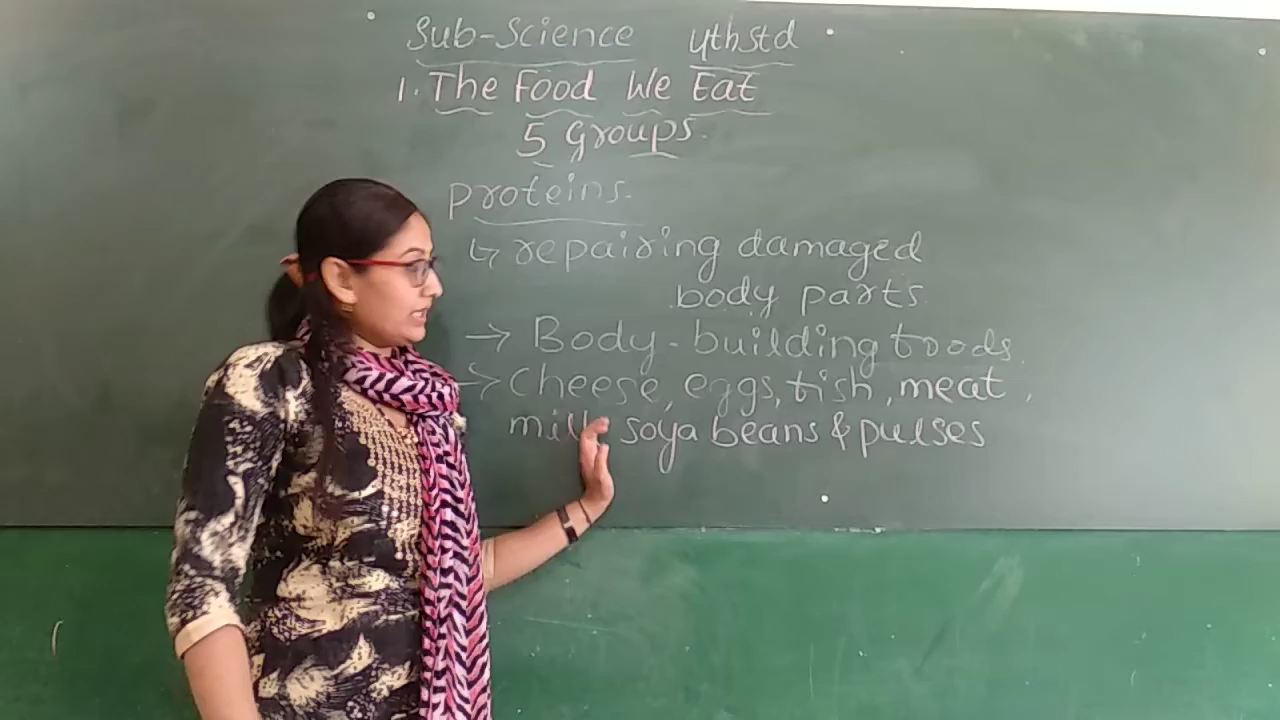 Sub-Science 4thstd
1. The Food We Eat
5 Groups.
proteins.
↳ repairing damaged
body parts
→ Body-building foods.
→ Cheese, eggs, fish, meat,
milk soya beans & pulses